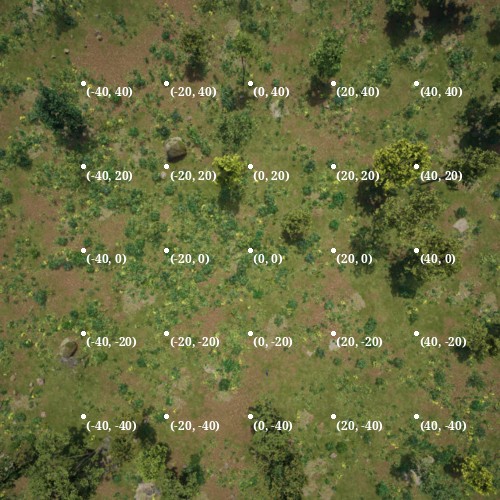 (-40, 40) (-20, 40) (0, 40) (20, 40) (40, 40)
(-40, 20) (-20, 20) (0, 20) (20, 20) (40, 20)
(-40, 0) (-20, 0) (0, 0) (20, 0) (40, 0)
(-40, -20) (-20, -20) (0, -20) (20, -20) (40, -20)
(-40, -40) (-20, -40) (0, -40) (20, -40) (40, -40)